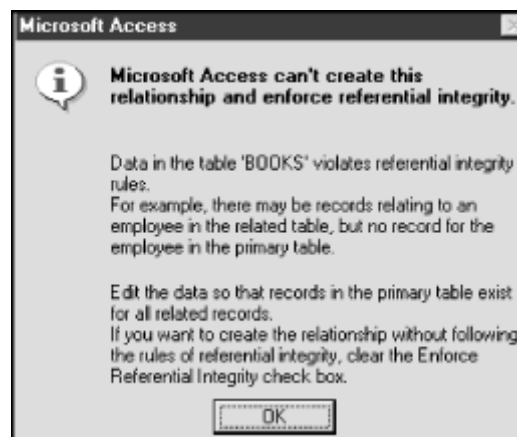 Microsoft Access
Microsoft Access can't create this
relationship and enforce referential integrity.
Data in the table 'BOOKS' violates referential integrity
rules.
For example, there may be records relating to an
employee in the related table, but no record for the
employee in the primary table.
Edit the data so that records in the primary table exist
for all related records.
If you want to create the relationship without following
the rules of referential integrity, clear the Enforce
Referential Integrity check box.
OK